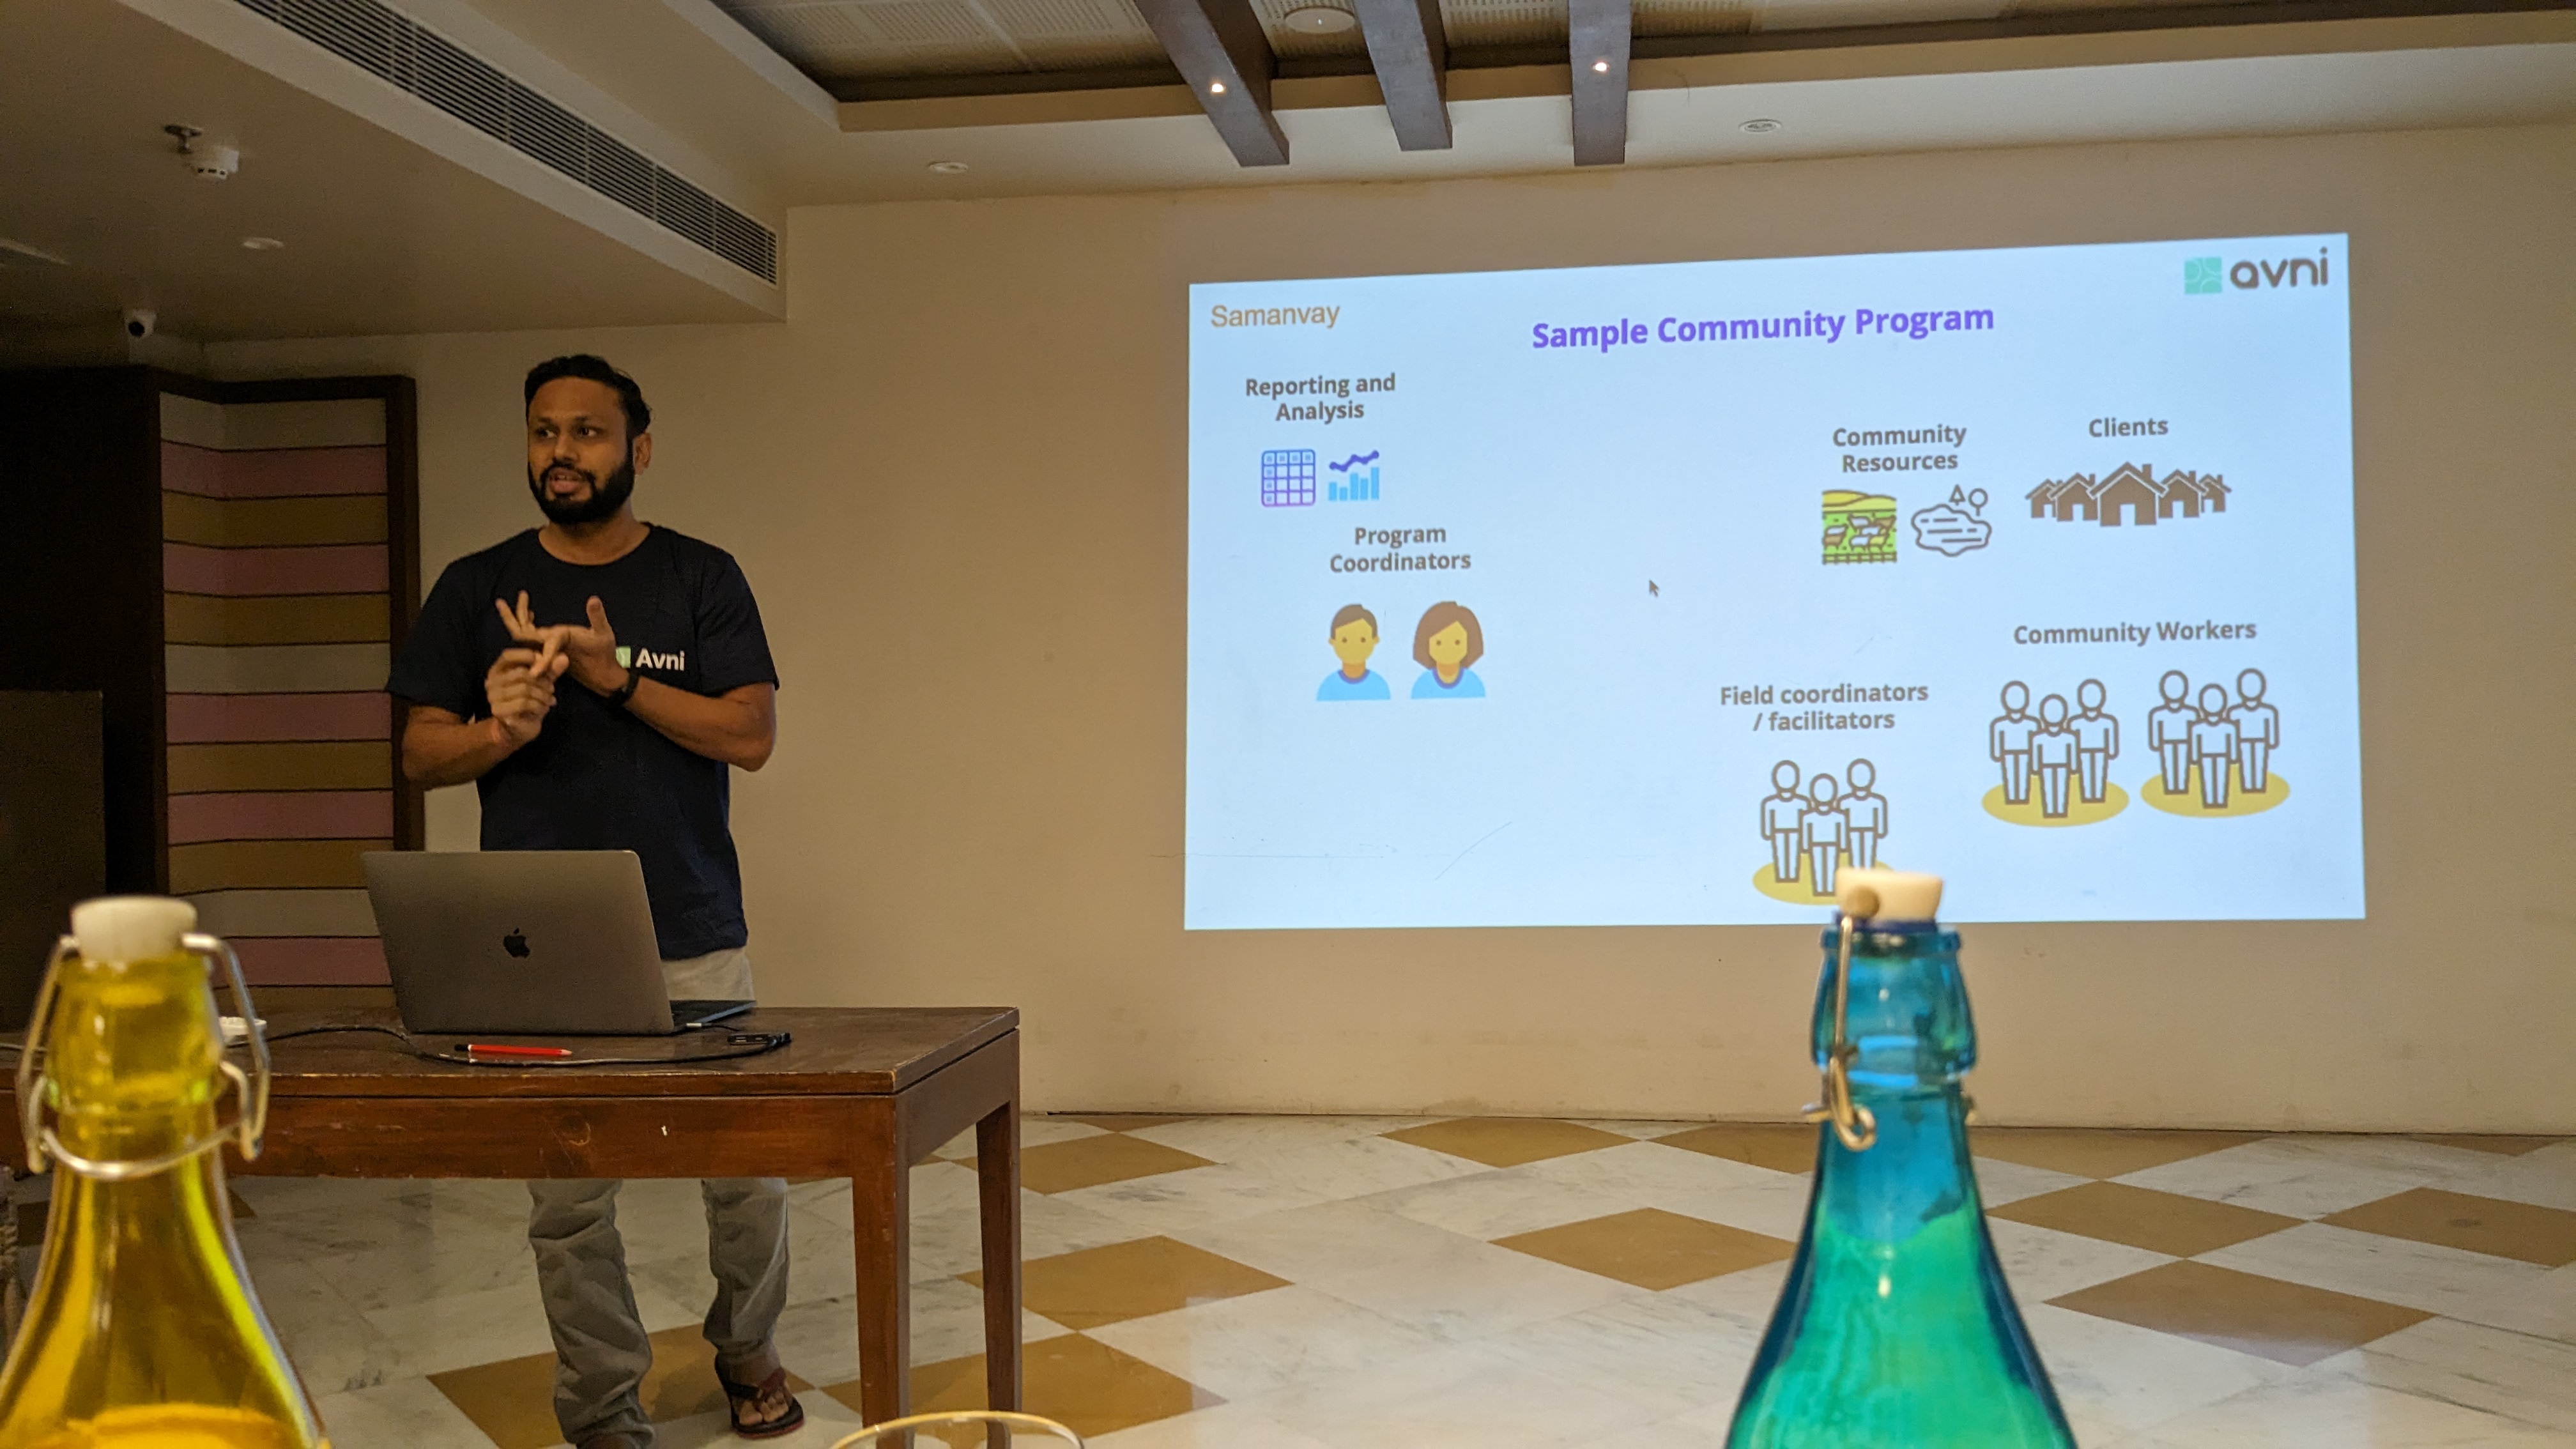 Samanvay
avni
Sample Community Program
Reporting and
Analysis
Community
Resources
Clients
Program
Coordinators
Community Workers
Field coordinators
/ facilitators
Avni